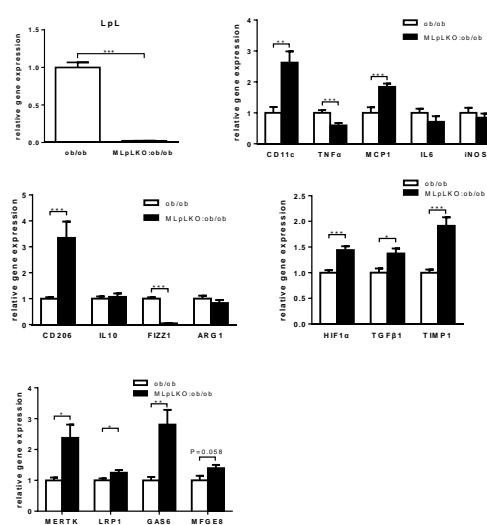 LpL
relative gene expression
1.5
1.0
0.5
0.0
***
ob/ob
MLpLKO:ob/ob
ob/ob
MLpLKO:ob/ob
relative gene expression
4
3
2
1
0
**
***
***
CD11c
TNFα
MCP1
IL6
iNOS
ob/ob
MLpLKO:ob/ob
relative gene expression
5
4
3
2
1
0
***
***
CD206
IL10
FIZZ1
ARG1
ob/ob
MLpLKO:ob/ob
relative gene expression
2.5
2.0
1.5
1.0
0.5
0.0
***
*
***
HIF1α
TGFβ1
TIMP1
ob/ob
MLpLKO:ob/ob
relative gene expression
4
3
2
1
0
*
*
**
P=0.058
MERTK
LRP1
GAS6
MFGE8